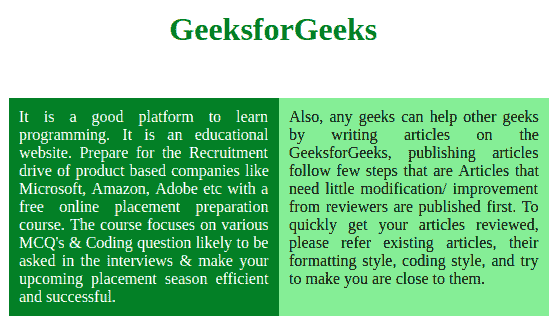 GeeksforGeeks
It is a good platform to learn
programming. It is an educational
website. Prepare for the Recruitment
drive of product based companies like
Microsoft, Amazon, Adobe etc with a
free online placement preparation
course. The course focuses on various
MCQ's & Coding question likely to be
asked in the interviews & make your
upcoming placement season efficient
and successful.
Also, any geeks can help other geeks
by writing articles on the
GeeksforGeeks, publishing articles
follow few steps that are Articles that
need little modification/ improvement
from reviewers are published first. To
quickly get your articles reviewed,
please refer existing articles, their
formatting style, coding style, and try
to make you are close to them.